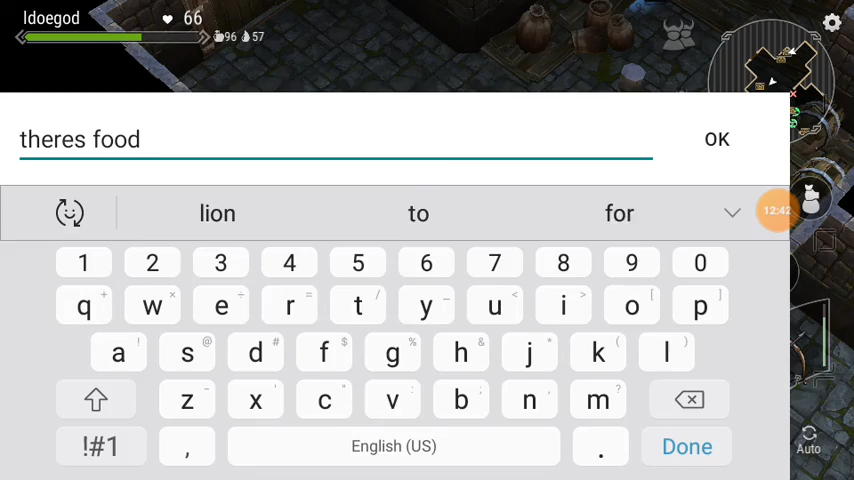 ldoegod 66
96 57
theres food OK
lion to for
12:42
1 2 3 4 5 6 7 8 9 0
q + w × e ÷ r = t / y _ u < i > o [ p ]
a ! s @ d # f $ g % h & j * k ( l )
z - x ' c " v : b ; n , m ?
!#1 , English (US) . Done
Auto